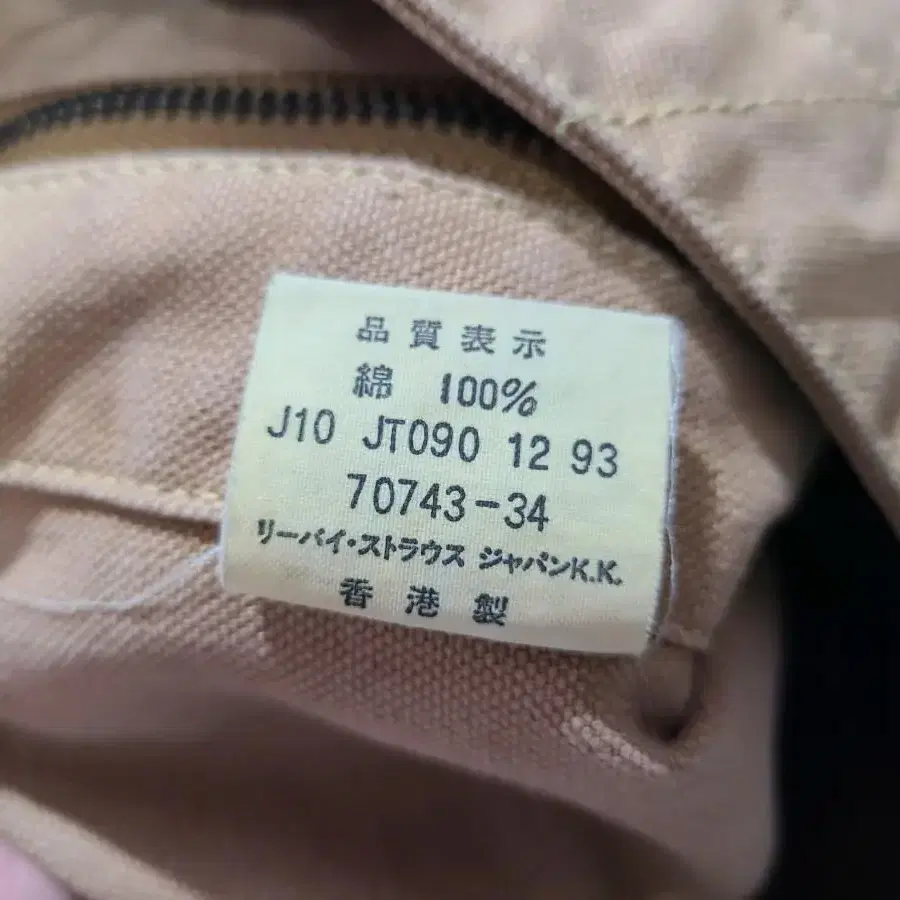 品質表示
綿 100%
J10 JT090 12 93
70743-34
リーバイ・ストラウス ジャパンK.K.
香港製